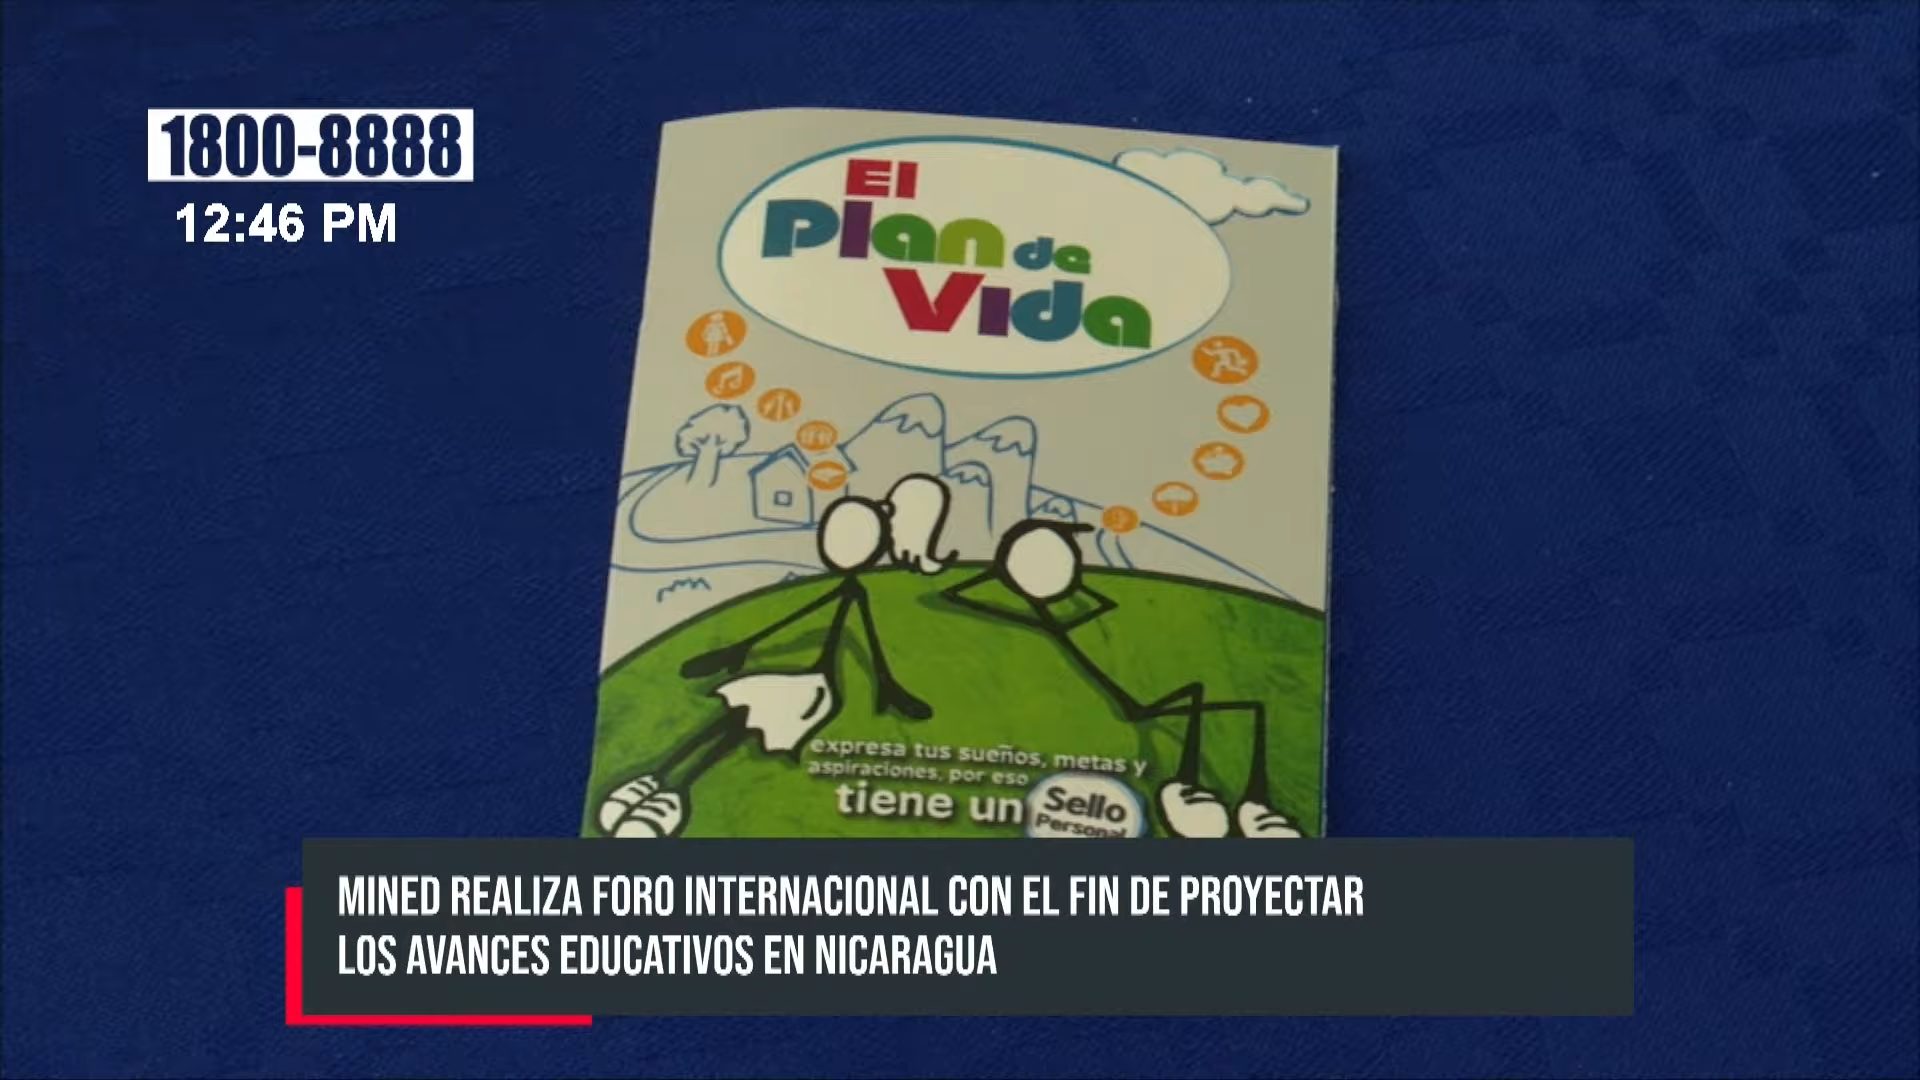 1800-8888
12:46 PM
El
Plan de
Vida
expresa tus sueños, metas y
aspiraciones, por eso
tiene un Sello
Personal
MINED REALIZA FORO INTERNACIONAL CON EL FIN DE PROYECTAR
LOS AVANCES EDUCATIVOS EN NICARAGUA